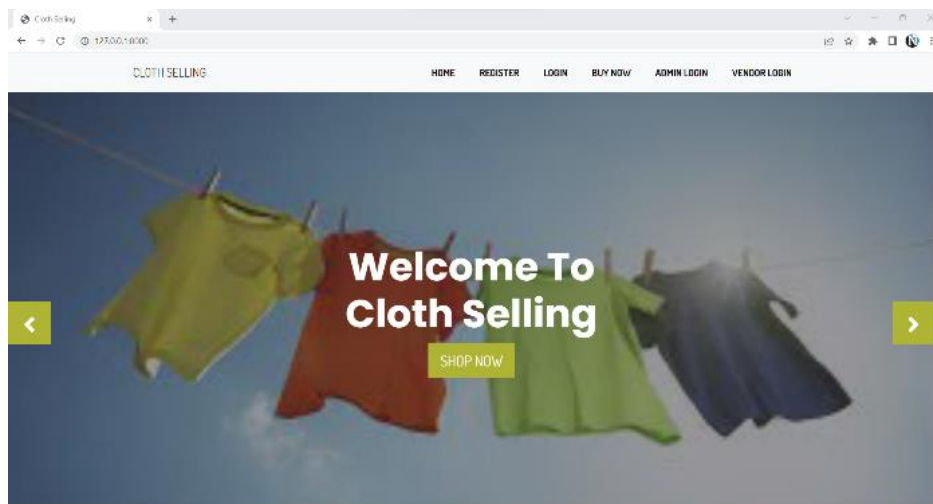 Cloth Selling
127.0.0.1:8000
CLOTH SELLING
HOME REGISTER LOGIN BUY NOW ADMIN LOGIN VENDOR LOGIN
Welcome To
Cloth Selling
SHOP NOW